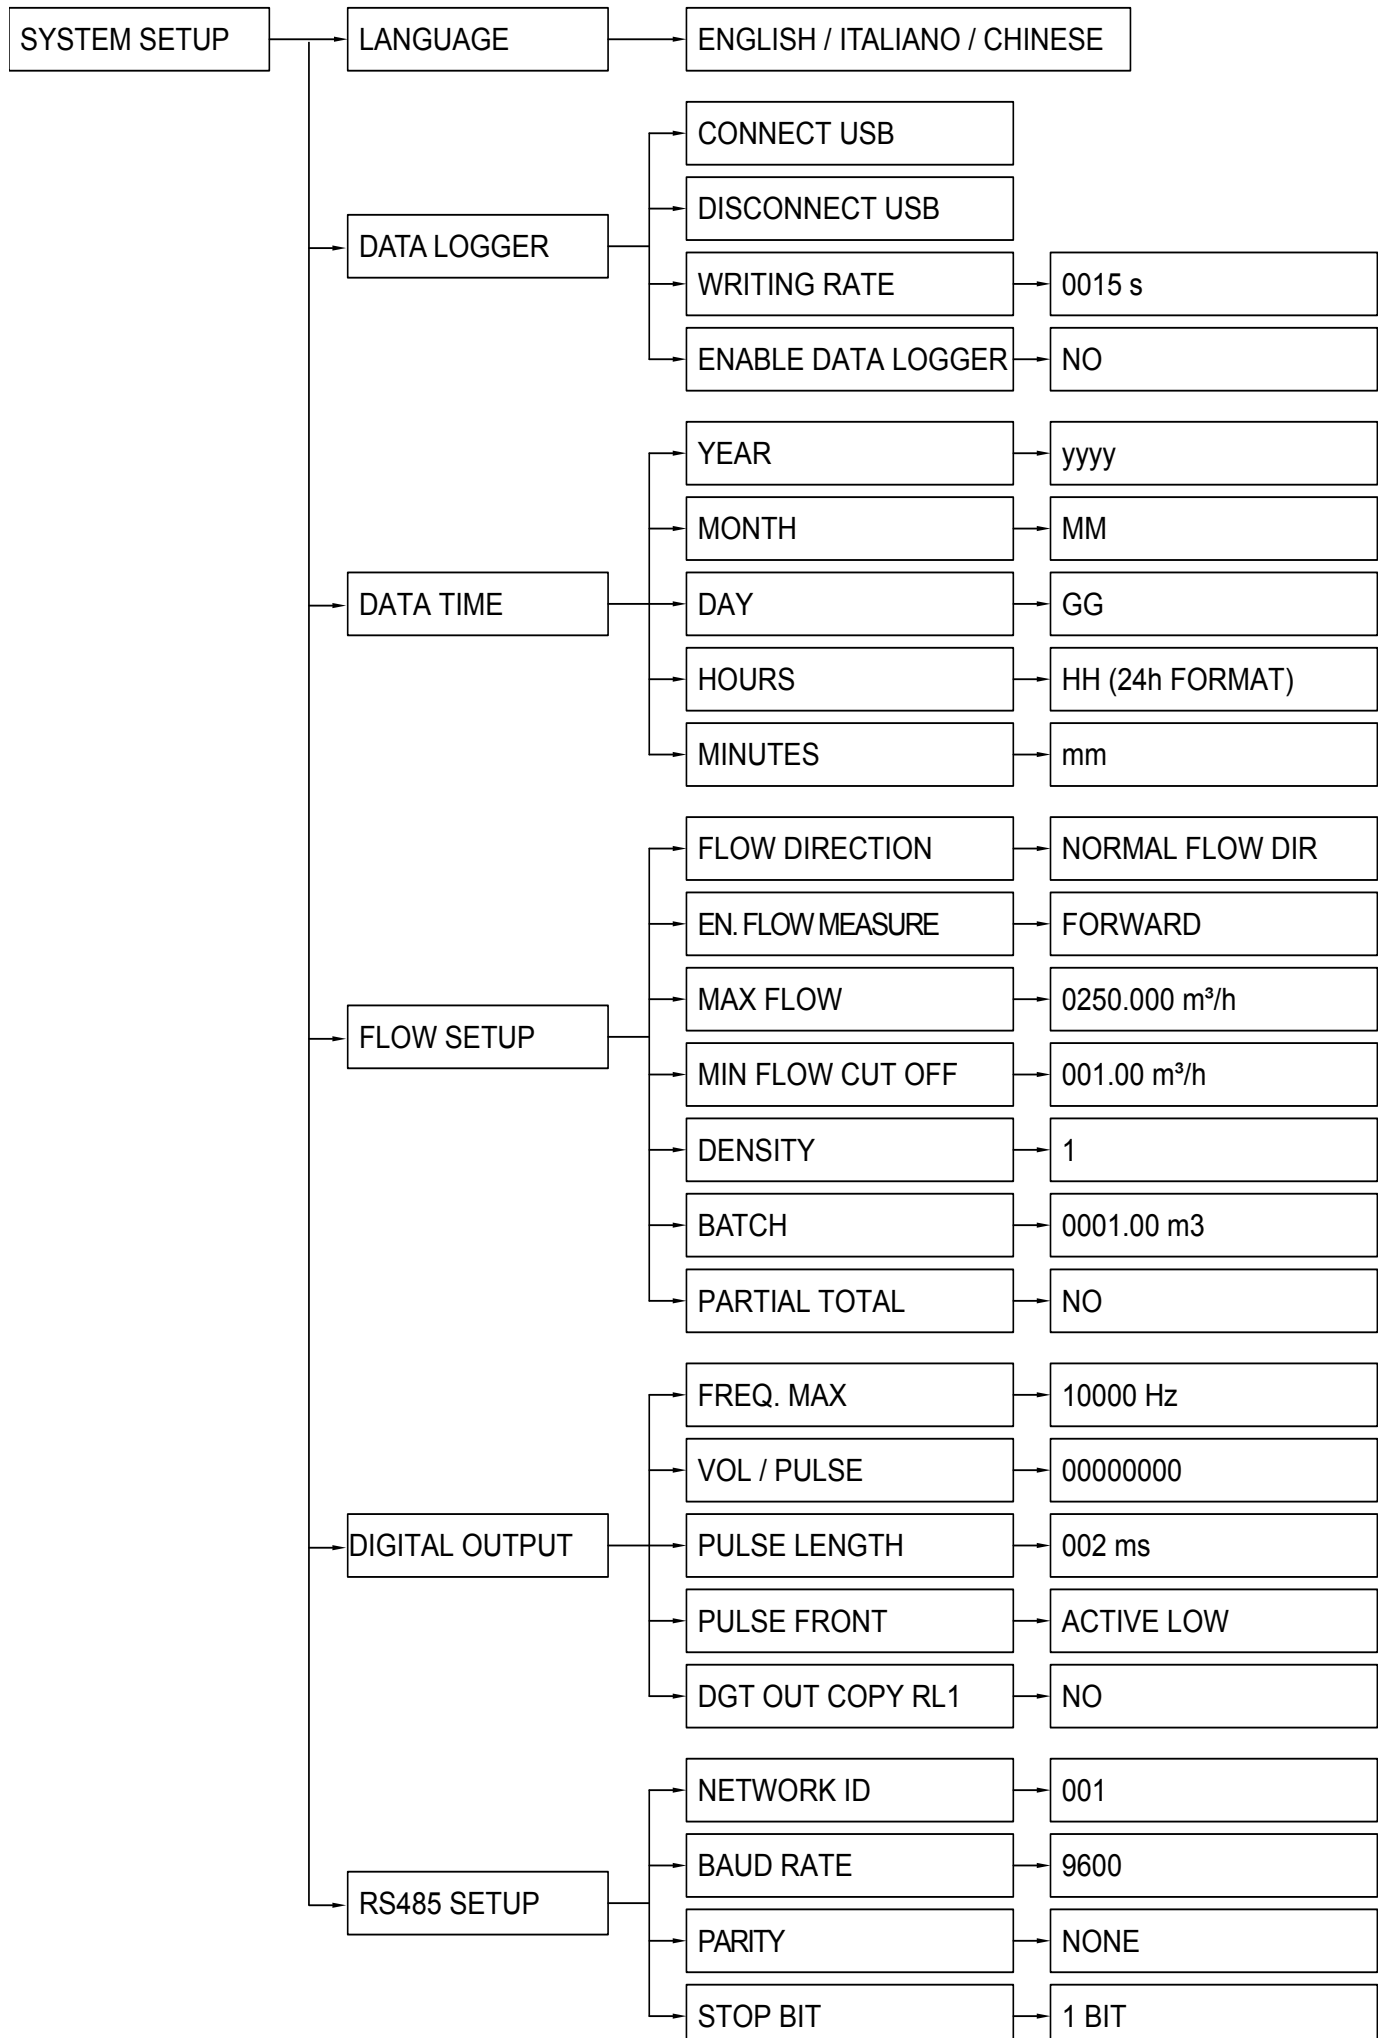 SYSTEM SETUP
LANGUAGE
ENGLISH / ITALIANO / CHINESE
DATA LOGGER
CONNECT USB
DISCONNECT USB
WRITING RATE
0015 s
ENABLE DATA LOGGER
NO
DATA TIME
YEAR
yyyy
MONTH
MM
DAY
GG
HOURS
HH (24h FORMAT)
MINUTES
mm
FLOW SETUP
FLOW DIRECTION
NORMAL FLOW DIR
EN. FLOW MEASURE
FORWARD
MAX FLOW
0250.000 m³/h
MIN FLOW CUT OFF
001.00 m³/h
DENSITY
1
BATCH
0001.00 m3
PARTIAL TOTAL
NO
DIGITAL OUTPUT
FREQ. MAX
10000 Hz
VOL / PULSE
00000000
PULSE LENGTH
002 ms
PULSE FRONT
ACTIVE LOW
DGT OUT COPY RL1
NO
RS485 SETUP
NETWORK ID
001
BAUD RATE
9600
PARITY
NONE
STOP BIT
1 BIT